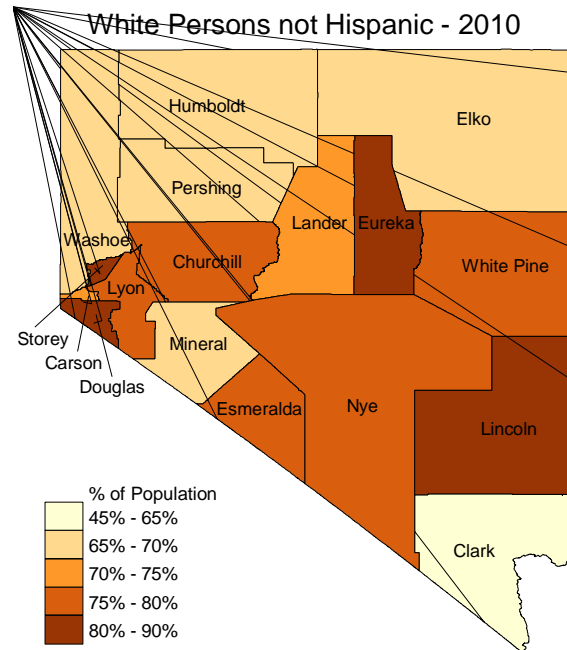 White Persons not Hispanic - 2010
Humboldt
Elko
Pershing
Lander
Eureka
Washoe
Churchill
White Pine
Lyon
Storey
Mineral
Carson
Douglas
Esmeralda
Nye
Lincoln
% of Population
45% - 65%
65% - 70%
70% - 75%
75% - 80%
80% - 90%
Clark